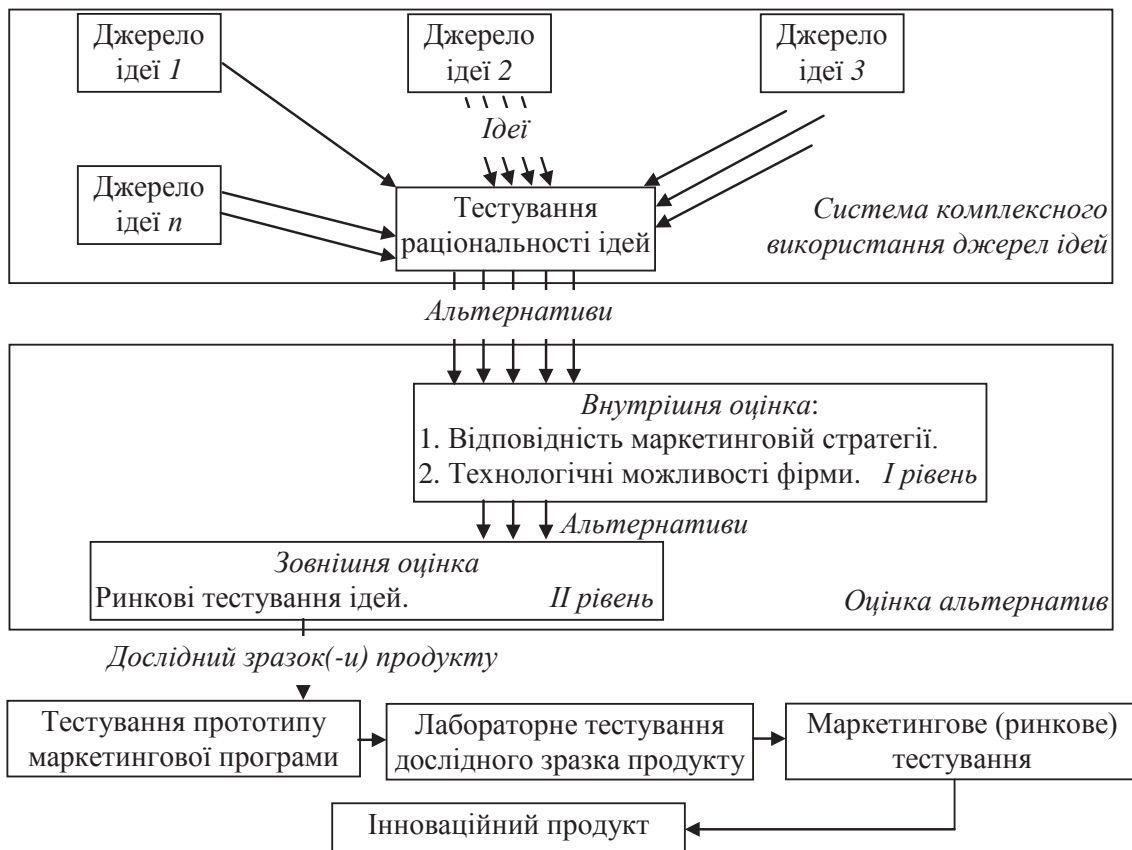 Джерело
ідеї 1
Джерело
ідеї 2
Джерело
ідеї 3
Ідеї
Джерело
ідеї n
Тестування
раціональності ідей
Система комплексного
використання джерел ідей
Альтернативи
Внутрішня оцінка:
1. Відповідність маркетинговій стратегії.
2. Технологічні можливості фірми. I рівень
Альтернативи
Зовнішня оцінка
Ринкові тестування ідей. II рівень
Оцінка альтернатив
Дослідний зразок(-и) продукту
Тестування прототипу
маркетингової програми
Лабораторне тестування
дослідного зразка продукту
Маркетингове (ринкове)
тестування
Інноваційний продукт